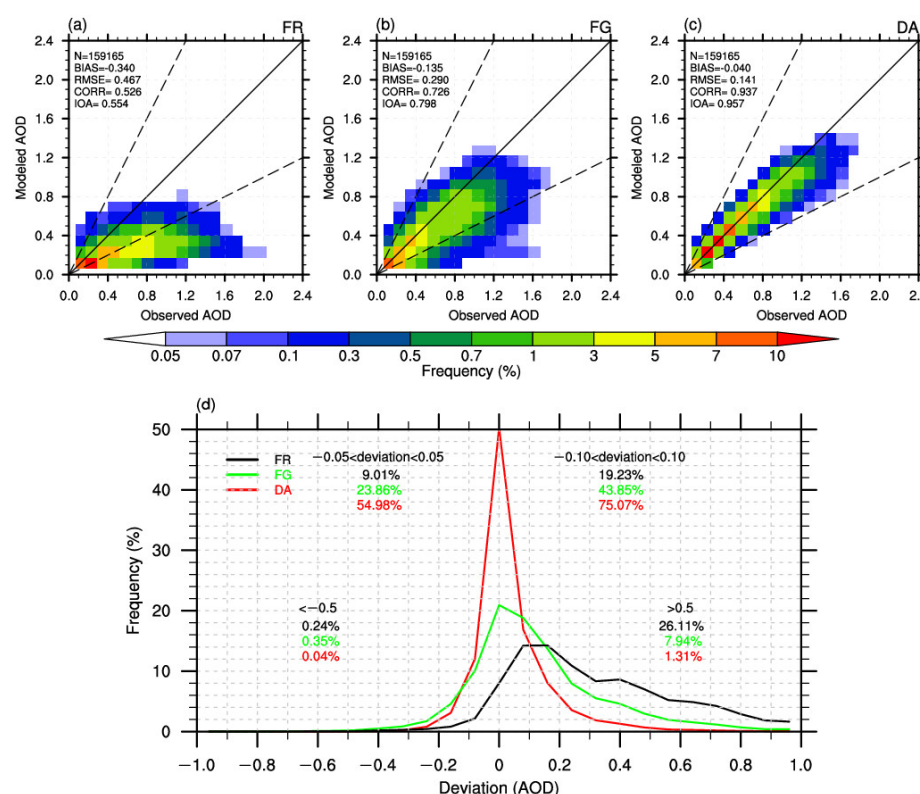 (a) FR
N=159165
BIAS=-0.340
RMSE= 0.467
CORR= 0.526
IOA= 0.554
Modeled AOD
2.4
2.0
1.6
1.2
0.8
0.4
0.0
0.0 0.4 0.8 1.2 1.6 2.0 2.4
Observed AOD
(b) FG
N=159165
BIAS=-0.135
RMSE= 0.290
CORR= 0.726
IOA= 0.798
Modeled AOD
2.4
2.0
1.6
1.2
0.8
0.4
0.0
0.0 0.4 0.8 1.2 1.6 2.0 2.4
Observed AOD
(c) DA
N=159165
BIAS=-0.040
RMSE= 0.141
CORR= 0.937
IOA= 0.957
Modeled AOD
2.4
2.0
1.6
1.2
0.8
0.4
0.0
0.0 0.4 0.8 1.2 1.6 2.0 2.
Observed AOD
0.05 0.07 0.1 0.3 0.5 0.7 1 3 5 7 10
Frequency (%)
(d)
Frequency (%)
50
40
30
20
10
0
FR
FG
DA
−0.05<deviation<0.05
9.01%
23.86%
54.98%
−0.10<deviation<0.10
19.23%
43.85%
75.07%
<−0.5
0.24%
0.35%
0.04%
>0.5
26.11%
7.94%
1.31%
−1.0 −0.8 −0.6 −0.4 −0.2 0 0.2 0.4 0.6 0.8 1.0
Deviation (AOD)